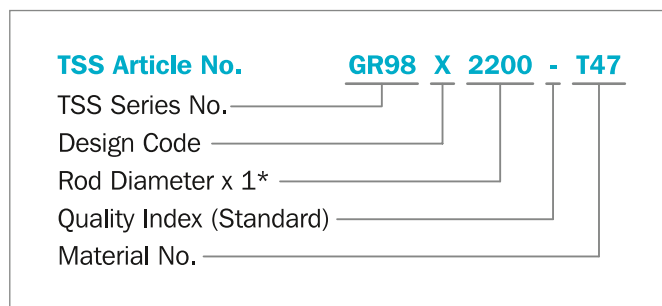 TSS Article No. GR98 X 2200 - T47
TSS Series No.
Design Code
Rod Diameter x 1*
Quality Index (Standard)
Material No.